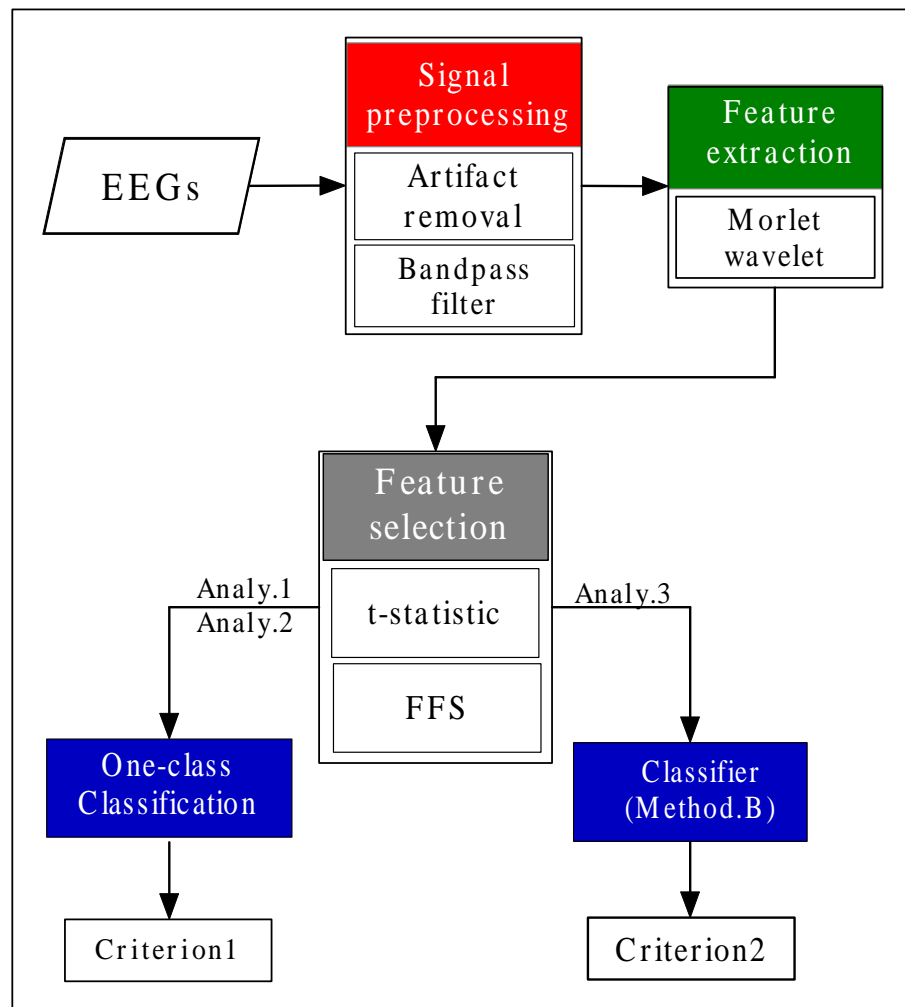 Signal
preprocessing
Feature
extraction
EEGs
Artifact
removal
Morlet
wavelet
Bandpass
filter
Feature
selection
Analy.1
Analy.2
t-statistic
Analy.3
FFS
One-class
Classification
Classifier
(Method.B)
Criterion1
Criterion2